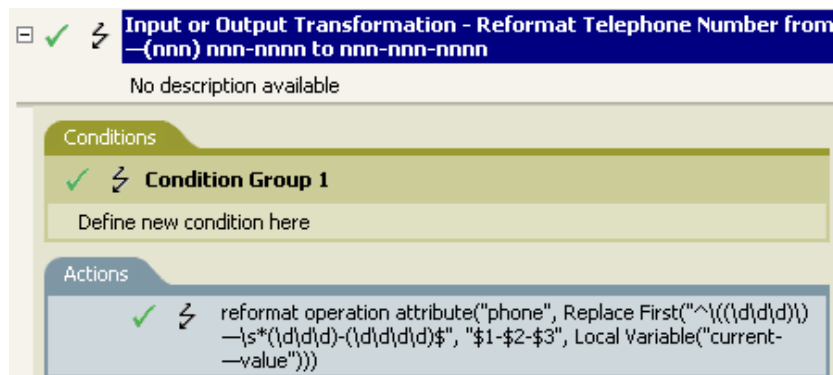 Input or Output Transformation - Reformat Telephone Number from
—(nnn) nnn-nnnn to nnn-nnn-nnnn
No description available
Conditions
Condition Group 1
Define new condition here
Actions
reformat operation attribute("phone", Replace First("^\((\d\d\d)\)
—\s*(\d\d\d)-(\d\d\d\d)$", "$1-$2-$3", Local Variable("current-
—value")))